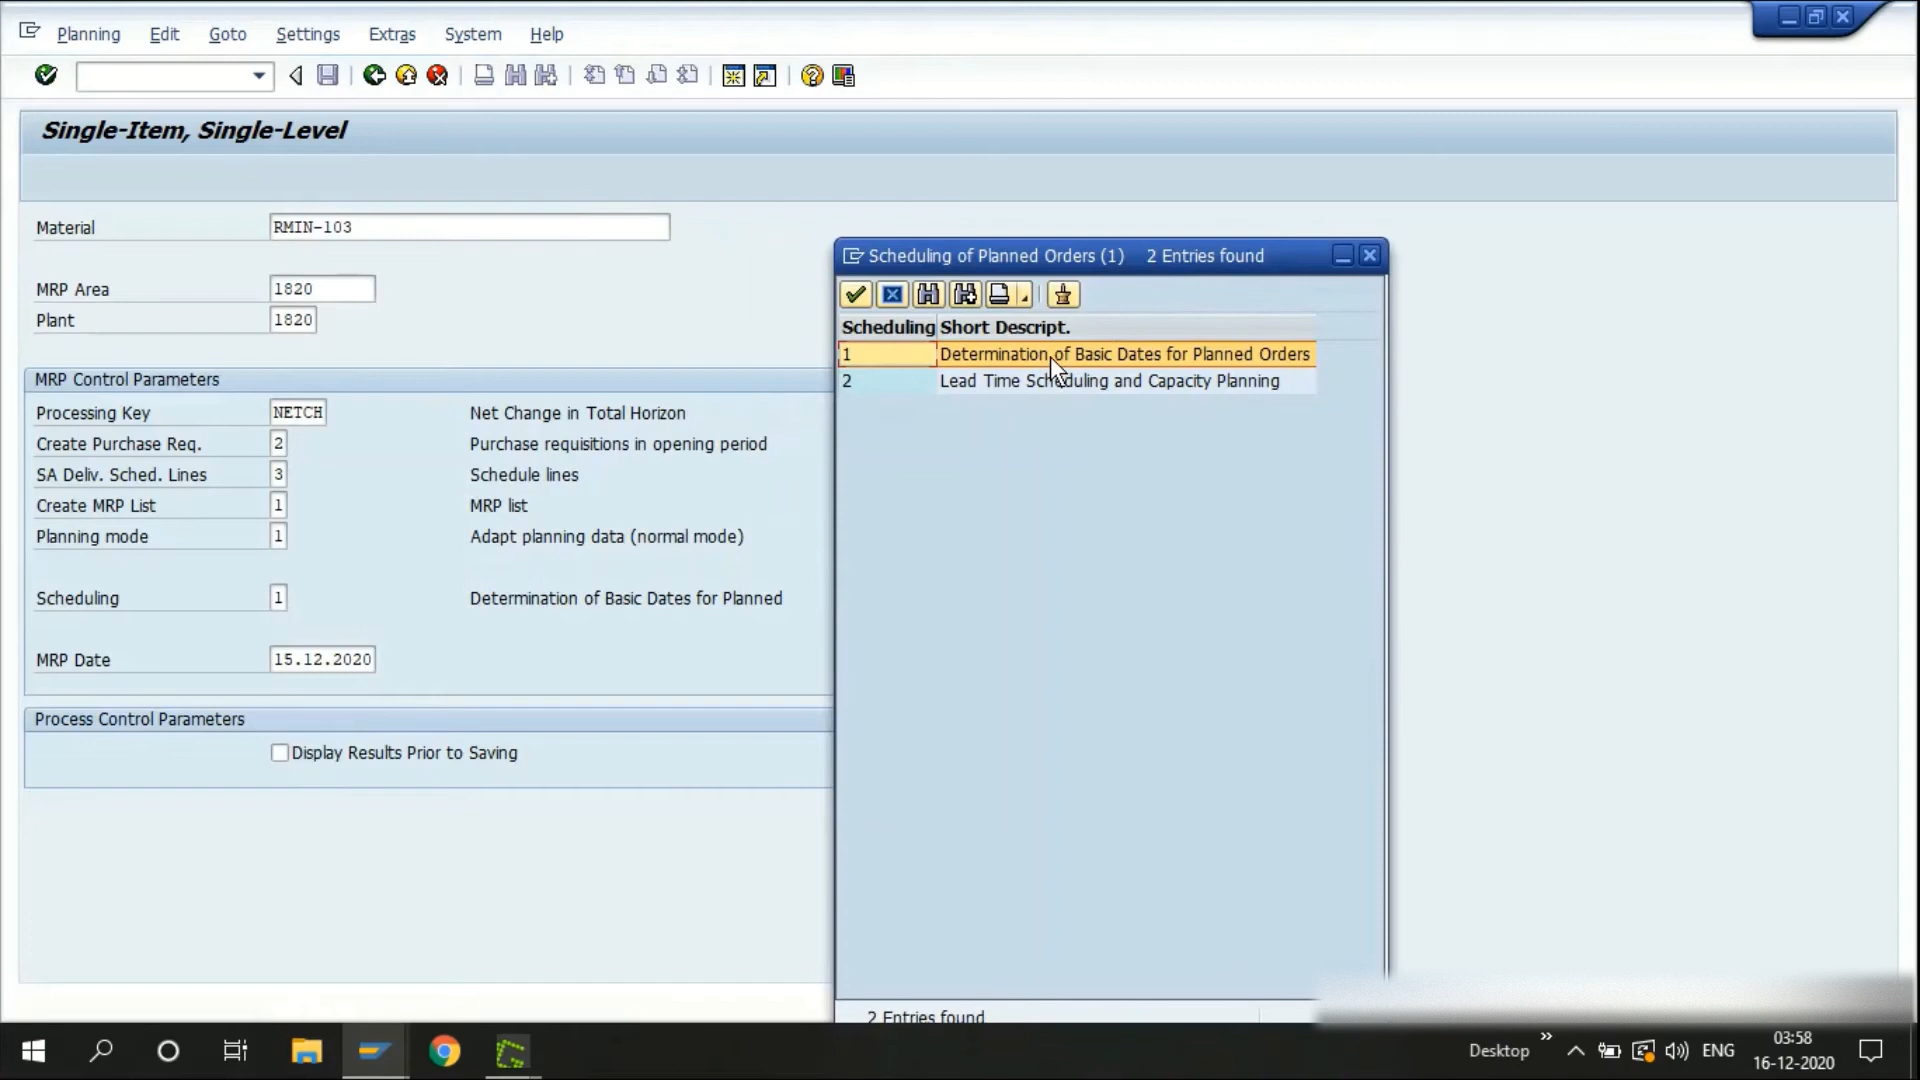 Planning Edit Goto Settings Extras System Help
Single-Item, Single-Level
Material RMIN-103
MRP Area 1820
Plant 1820
MRP Control Parameters
Processing Key NETCH Net Change in Total Horizon
Create Purchase Req. 2 Purchase requisitions in opening period
SA Deliv. Sched. Lines 3 Schedule lines
Create MRP List 1 MRP list
Planning mode 1 Adapt planning data (normal mode)
Scheduling 1 Determination of Basic Dates for Planned
MRP Date 15.12.2020
Process Control Parameters
Display Results Prior to Saving
Scheduling of Planned Orders (1) 2 Entries found
Scheduling Short Descript.
1 Determination of Basic Dates for Planned Orders
2 Lead Time Scheduling and Capacity Planning
2 Entries found
Desktop ENG 03:58
16-12-2020